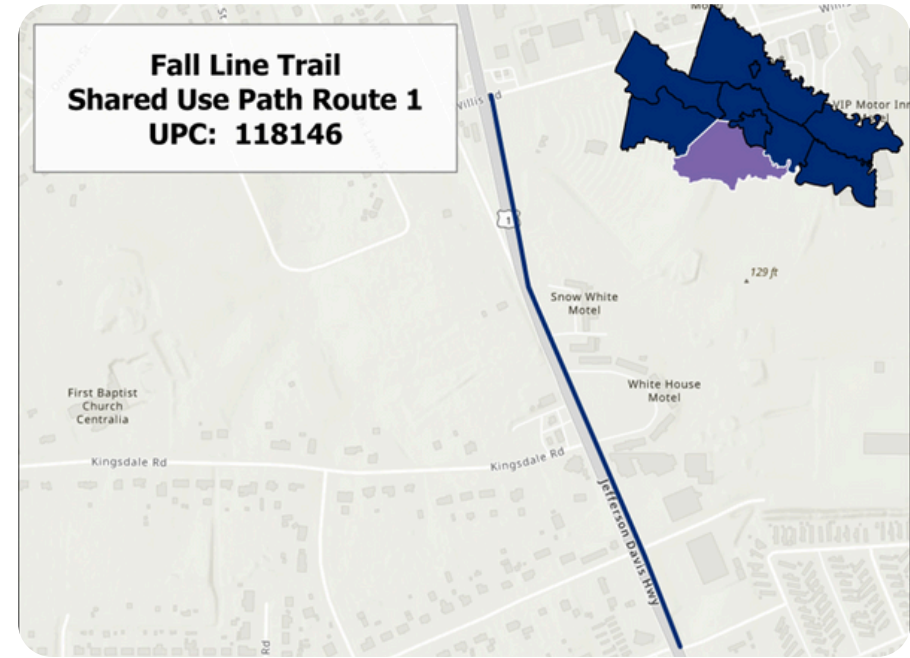 Fall Line Trail
Shared Use Path Route 1
UPC: 118146
Willis Rd
VIP Motor Inn
1
129 ft
Snow White
Motel
White House
Motel
First Baptist
Church
Centralia
Kingsdale Rd
Kingsdale Rd
Jefferson Davis Hwy
Rd